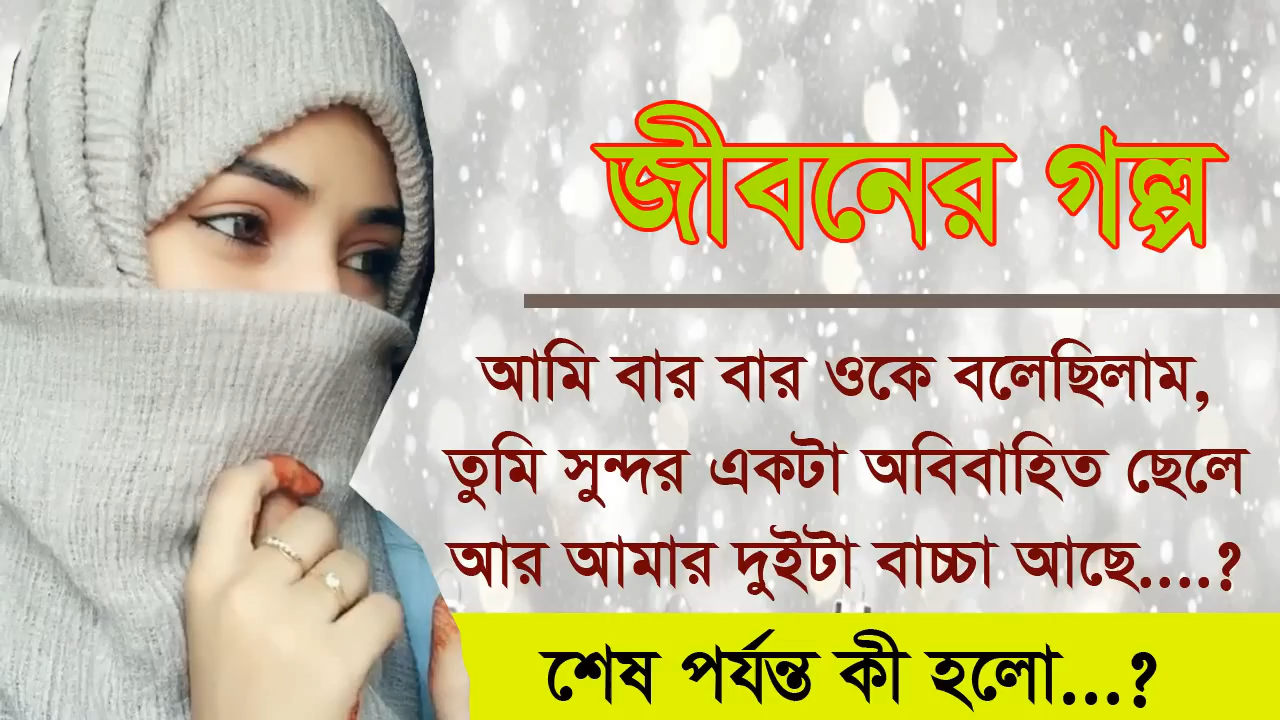 জীবনের গল্প
আমি বার বার ওকে বলেছিলাম,
তুমি সুন্দর একটা অবিবাহিত ছেলে
আর আমার দুইটা বাচ্চা আছে....?
শেষ পর্যন্ত কী হলো...?